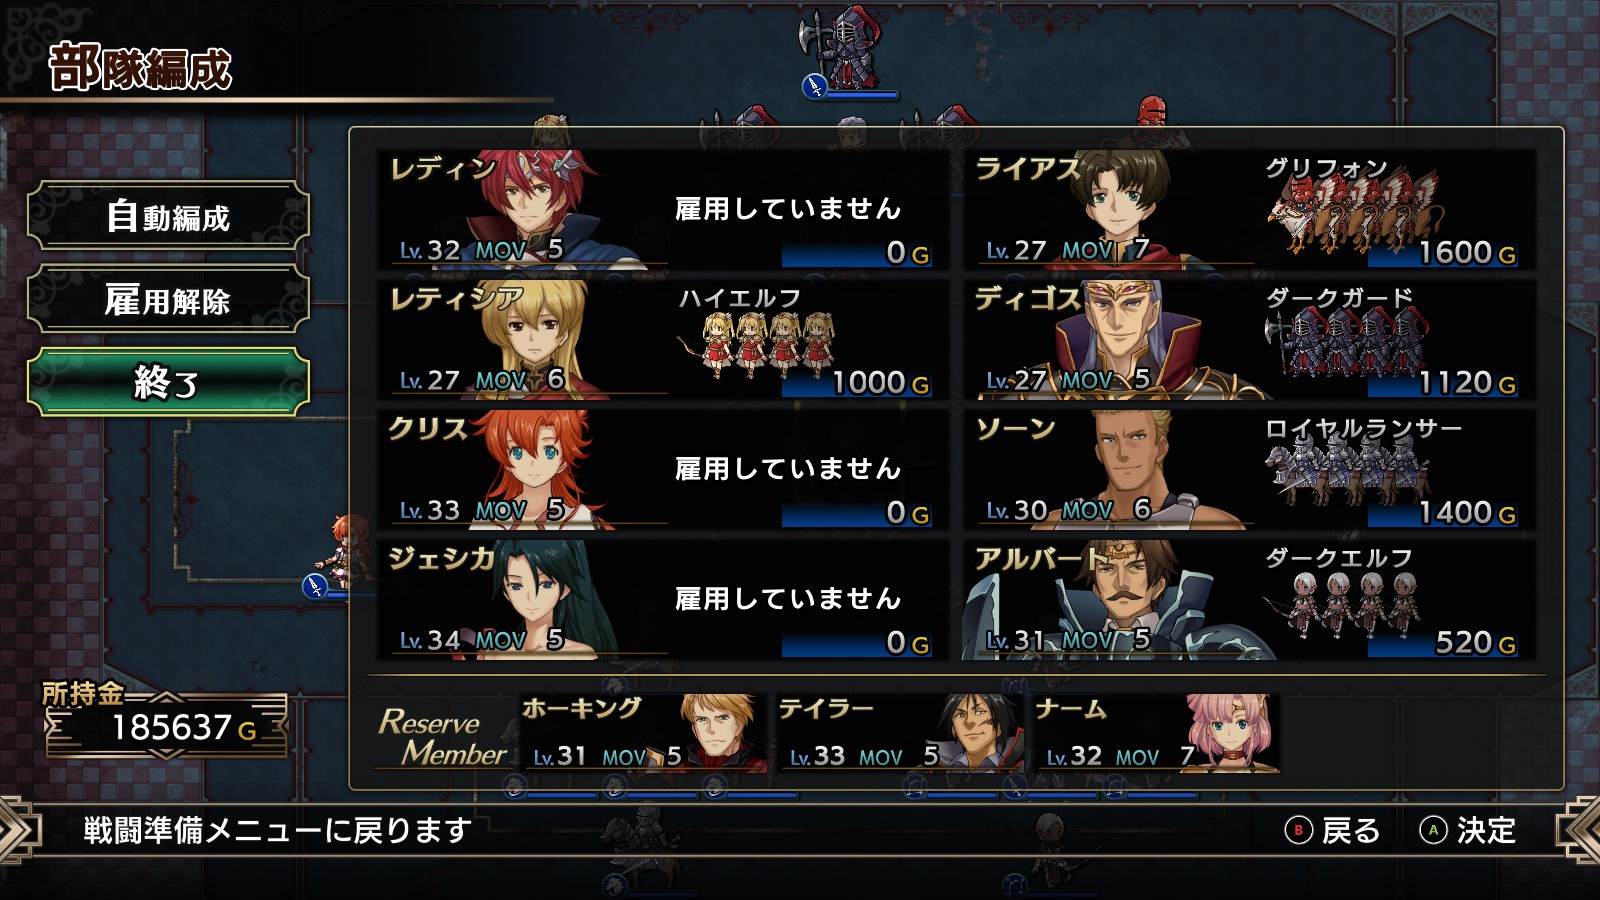 部隊編成
自動編成
雇用解除
終了
所持金
185637 G
レディン
Lv. 32 MOV 5
雇用していません
0 G
ライアス
Lv. 27 MOV 7
グリフォン
1600 G
レティシア
Lv. 27 MOV 6
ハイエルフ
1000 G
ディゴス
Lv. 27 MOV 5
ダークガード
1120 G
クリス
Lv. 33 MOV 5
雇用していません
0 G
ソーン
Lv. 30 MOV 6
ロイヤルランサー
1400 G
ジェシカ
Lv. 34 MOV 5
雇用していません
0 G
アルバート
Lv. 31 MOV 5
ダークエルフ
520 G
Reserve
Member
ホーキング
Lv. 31 MOV 5
テイラー
Lv. 33 MOV 5
ナーム
Lv. 32 MOV 7
戦闘準備メニューに戻ります
B 戻る A 決定